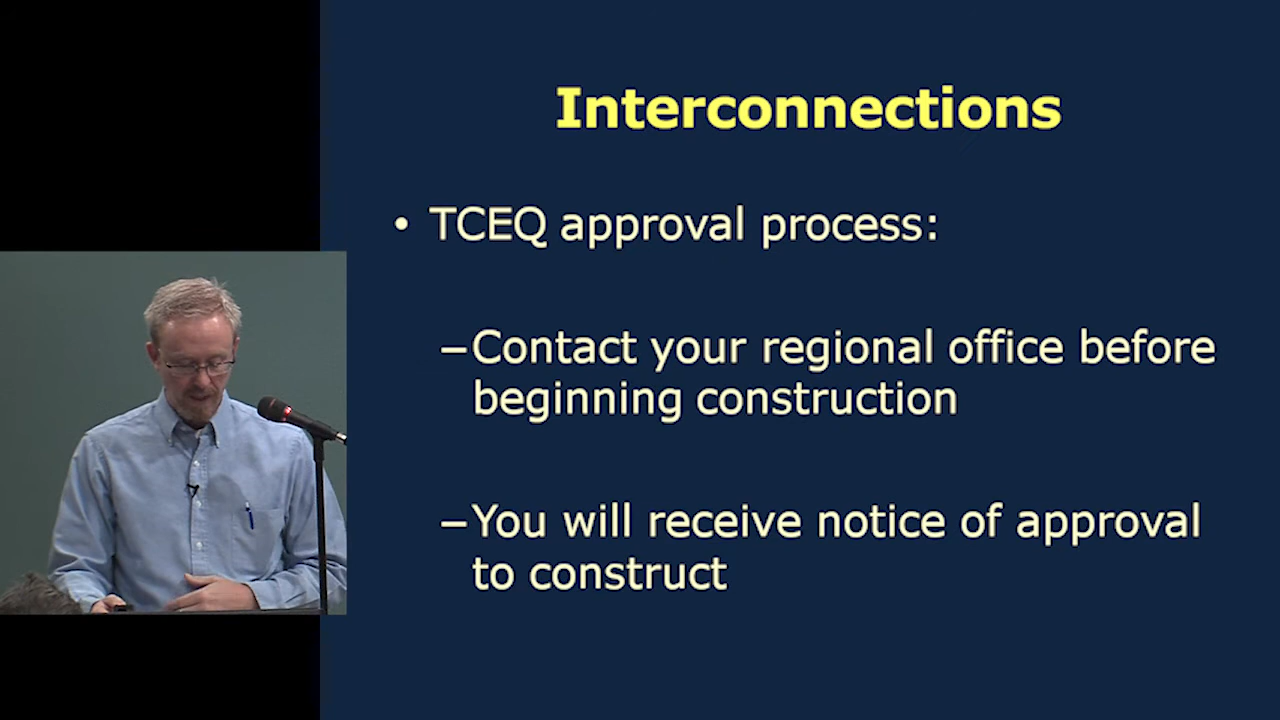 Interconnections
• TCEQ approval process:
–Contact your regional office before
beginning construction
–You will receive notice of approval
to construct